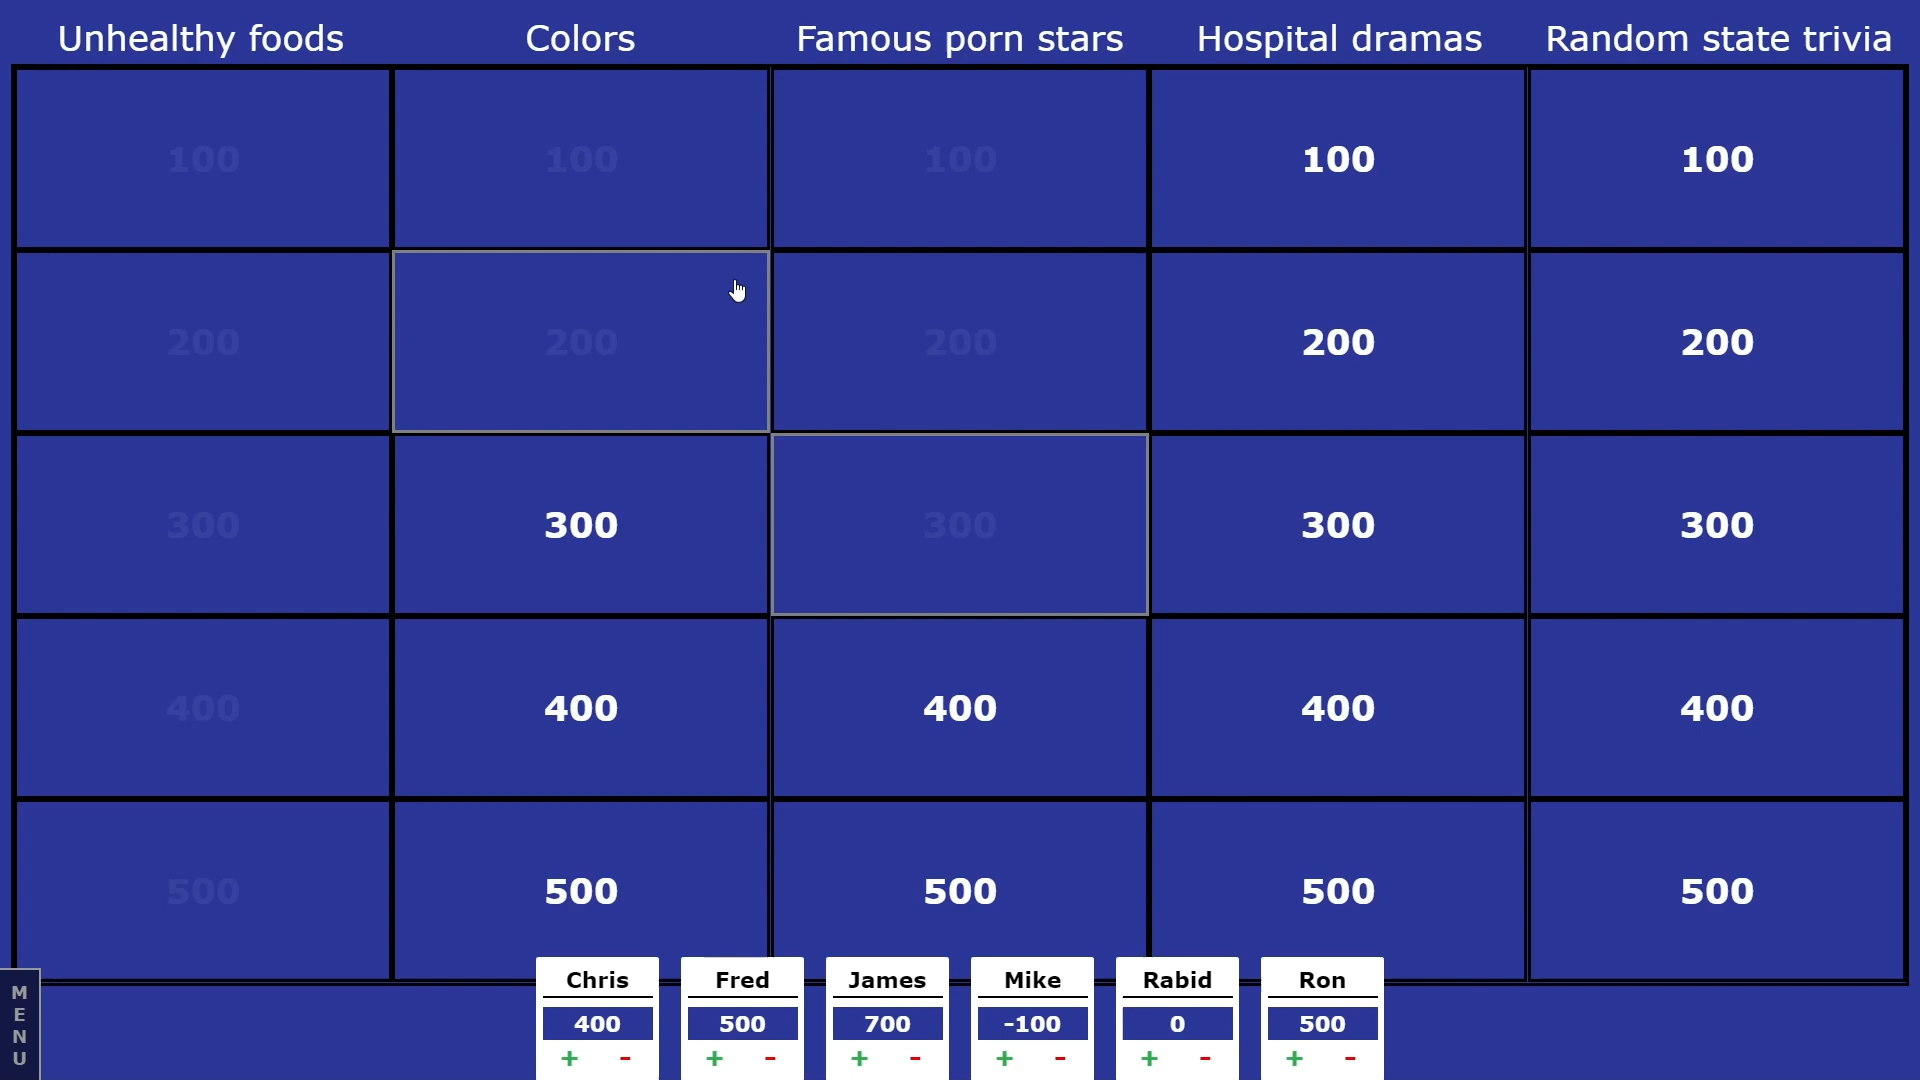 Unhealthy foods Colors Famous porn stars Hospital dramas Random state trivia
100 100 100 100 100
200 200 200 200 200
300 300 300 300 300
400 400 400 400 400
500 500 500 500 500
Chris Fred James Mike Rabid Ron
400 500 700 -100 0 500
+ - + - + - + - + - + -
MENU